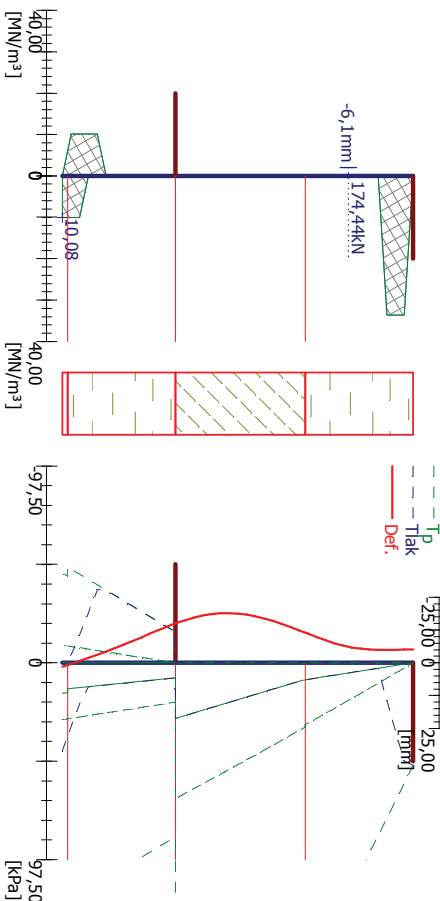 -40,00
0
40,00
[MN/m³]
[MN/m³]
-6,1mm
174,44kN
10,08
-97,50
0
97,50
[kPa]
Tp
Tlak
Def.
-25,00
0
25,00
[mm]